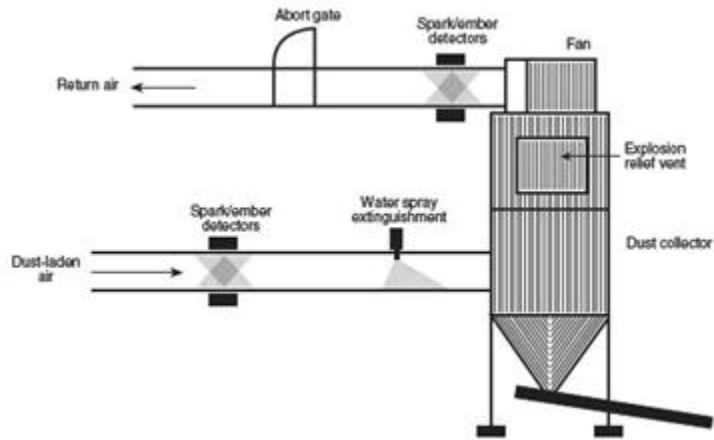 Abort gate
Spark/ember
detectors
Fan
Return air
Explosion
relief vent
Spark/ember
detectors
Water spray
extinguishment
Dust collector
Dust-laden
air